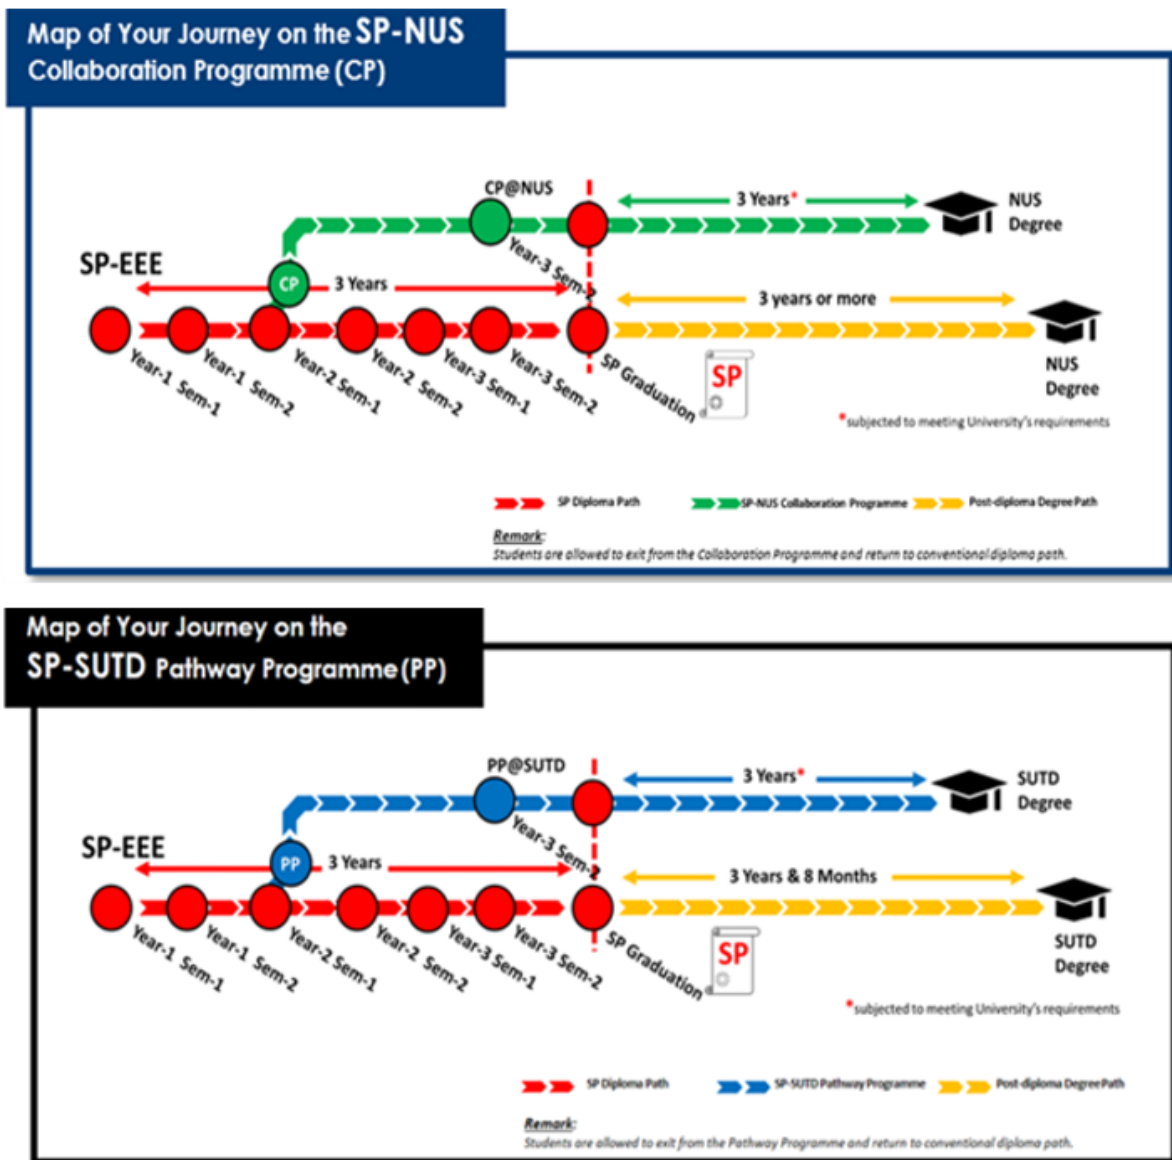 Map of Your Journey on the SP-NUS
Collaboration Programme (CP)
CP@NUS
3 Years*
NUS
Degree
Year-3 Sem-2
SP-EEE
CP
3 Years
3 years or more
Year-1 Sem-1
Year-1 Sem-2
Year-2 Sem-1
Year-2 Sem-2
Year-3 Sem-1
Year-3 Sem-2
SP Graduation
SP
NUS
Degree
*subjected to meeting University's requirements
SP Diploma Path
SP-NUS Collaboration Programme
Post-diploma Degree Path
Remark:
Students are allowed to exit from the Collaboration Programme and return to conventional diploma path.
Map of Your Journey on the
SP-SUTD Pathway Programme (PP)
PP@SUTD
3 Years*
SUTD
Degree
Year-3 Sem-2
SP-EEE
PP
3 Years
3 Years & 8 Months
Year-1 Sem-1
Year-1 Sem-2
Year-2 Sem-1
Year-2 Sem-2
Year-3 Sem-1
Year-3 Sem-2
SP Graduation
SP
SUTD
Degree
*subjected to meeting University's requirements
SP Diploma Path
SP-SUTD Pathway Programme
Post-diploma Degree Path
Remark:
Students are allowed to exit from the Pathway Programme and return to conventional diploma path.